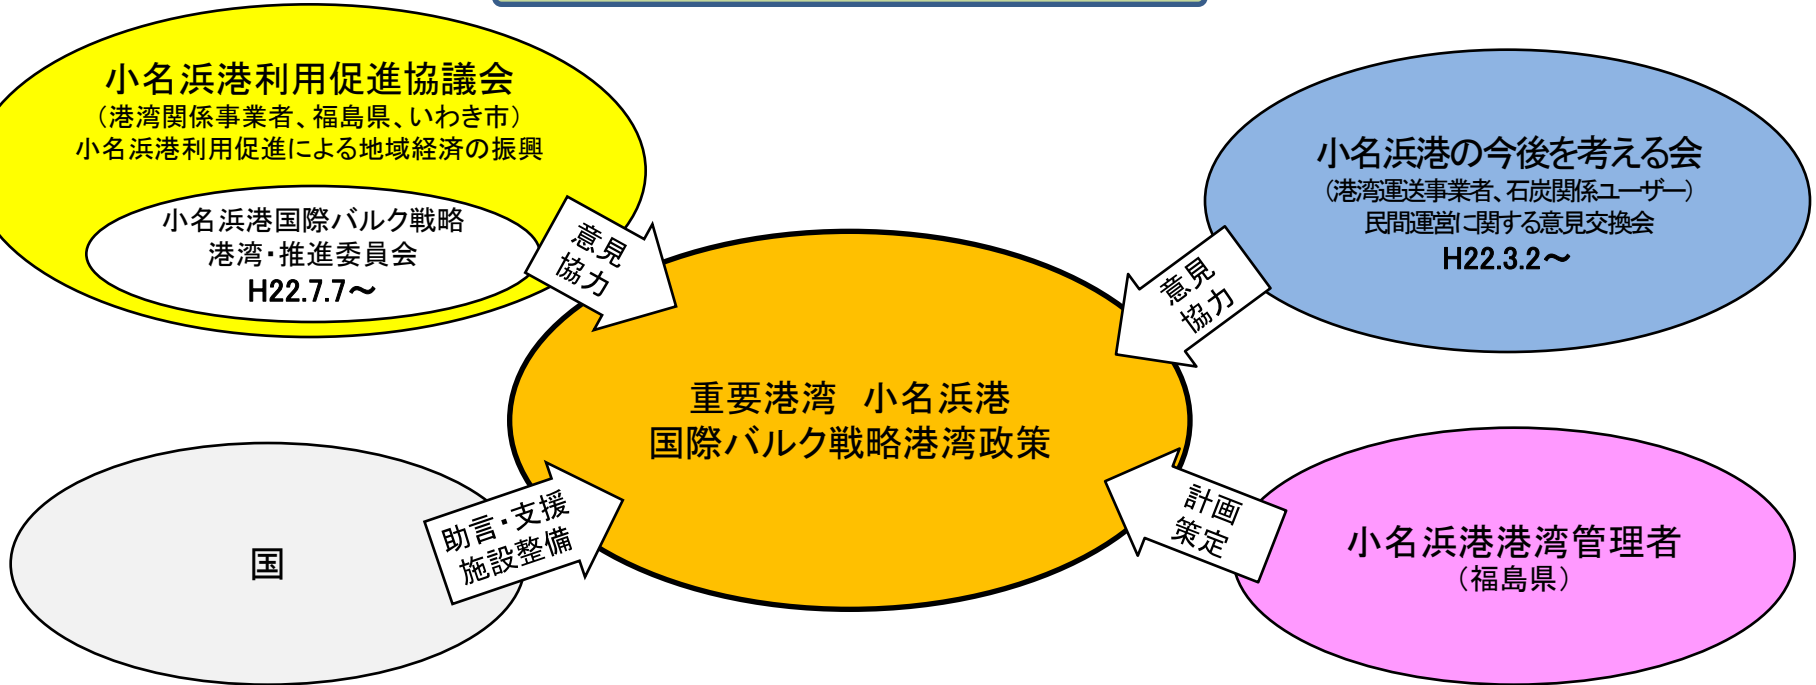 小名浜港利用促進協議会
（港湾関係事業者、福島県、いわき市）
小名浜港利用促進による地域経済の振興
小名浜港国際バルク戦略
港湾・推進委員会
H22.7.7～
意見
協力
小名浜港の今後を考える会
（港湾運送事業者、石炭関係ユーザー）
民間運営に関する意見交換会
H22.3.2～
意見
協力
重要港湾　小名浜港
国際バルク戦略港湾政策
国
助言・支援
施設整備
計画
策定
小名浜港港湾管理者
（福島県）